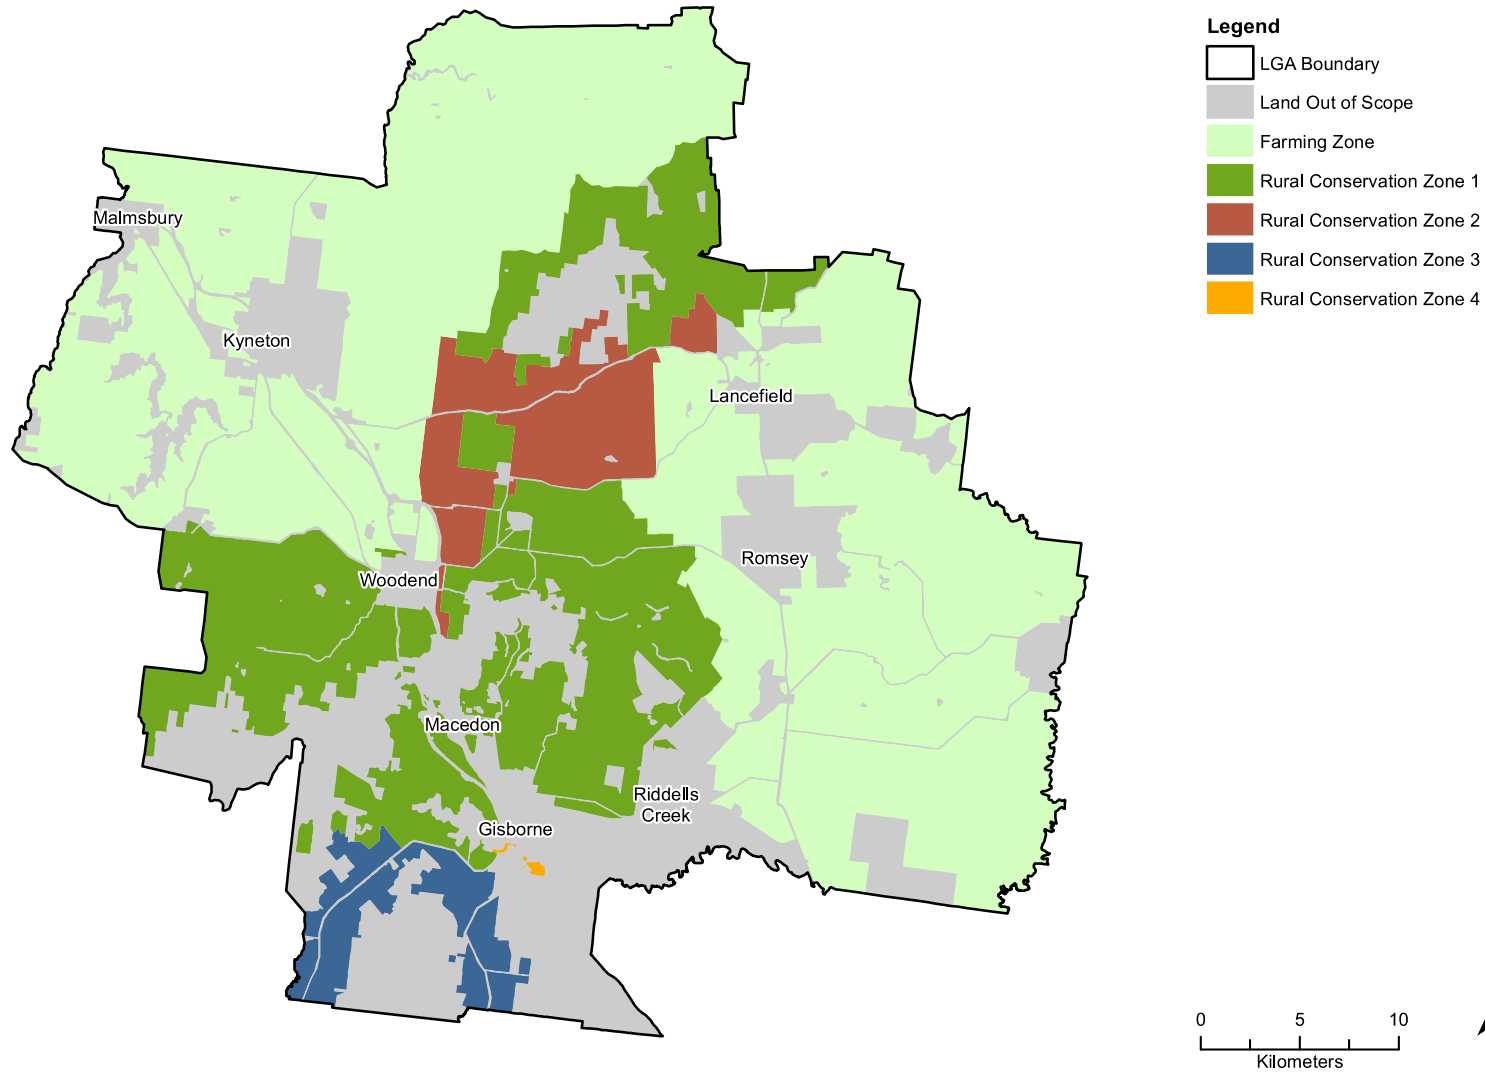 Legend
LGA Boundary
Land Out of Scope
Farming Zone
Rural Conservation Zone 1
Rural Conservation Zone 2
Rural Conservation Zone 3
Rural Conservation Zone 4
Malmsbury
Kyneton
Lancefield
Romsey
Woodend
Macedon
Riddells
Creek
Gisborne
0 5 10
Kilometers